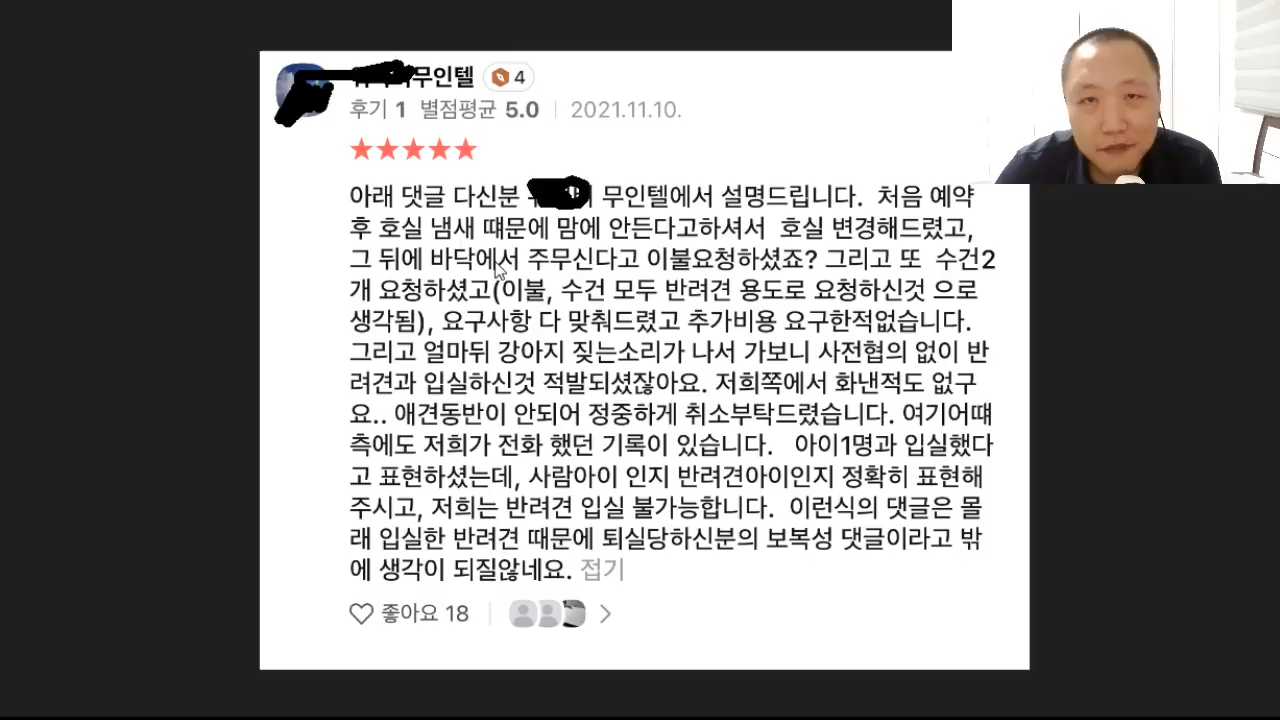 무인텔 4
후기 1 별점평균 5.0 2021.11.10.
아래 댓글 다신분 무인텔에서 설명드립니다. 처음 예약
후 호실 냄새 떄문에 맘에 안든다고하셔서 호실 변경해드렸고,
그 뒤에 바닥에서 주무신다고 이불요청하셨죠? 그리고 또 수건2
개 요청하셨고(이불, 수건 모두 반려견 용도로 요청하신것 으로
생각됨), 요구사항 다 맞춰드렸고 추가비용 요구한적없습니다.
그리고 얼마뒤 강아지 짖는소리가 나서 가보니 사전협의 없이 반
려견과 입실하신것 적발되셨잖아요. 저희쪽에서 화낸적도 없구
요.. 애견동반이 안되어 정중하게 취소부탁드렸습니다. 여기어떄
측에도 저희가 전화 했던 기록이 있습니다. 아이1명과 입실했다
고 표현하셨는데, 사람아이 인지 반려견아이인지 정확히 표현해
주시고, 저희는 반려견 입실 불가능합니다. 이런식의 댓글은 몰
래 입실한 반려견 때문에 퇴실당하신분의 보복성 댓글이라고 밖
에 생각이 되질않네요. 접기
좋아요 18